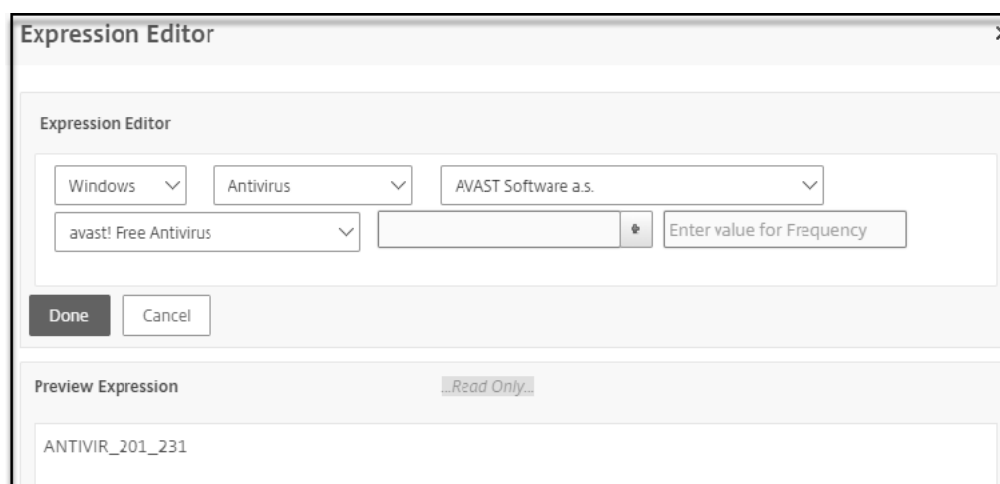 Expression Editor
Expression Editor
Windows Antivirus AVAST Software a.s.
avast! Free Antivirus Enter value for Frequency
Done Cancel
Preview Expression ...Read Only...
ANTIVIR_201_231